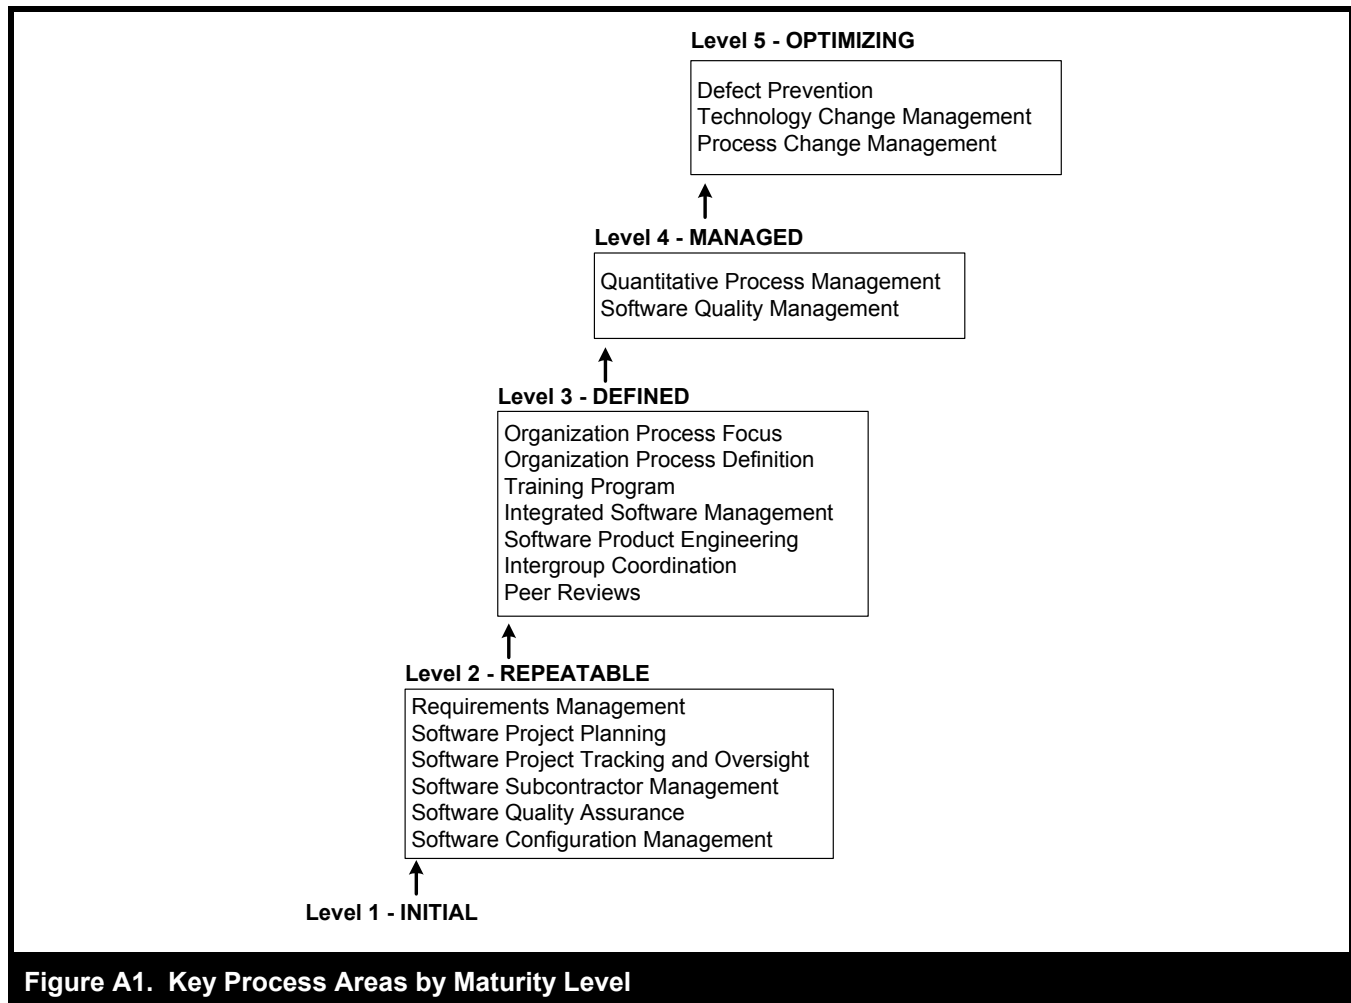 Level 5 - OPTIMIZING
Defect Prevention
Technology Change Management
Process Change Management
Level 4 - MANAGED
Quantitative Process Management
Software Quality Management
Level 3 - DEFINED
Organization Process Focus
Organization Process Definition
Training Program
Integrated Software Management
Software Product Engineering
Intergroup Coordination
Peer Reviews
Level 2 - REPEATABLE
Requirements Management
Software Project Planning
Software Project Tracking and Oversight
Software Subcontractor Management
Software Quality Assurance
Software Configuration Management
Level 1 - INITIAL
Figure A1. Key Process Areas by Maturity Level